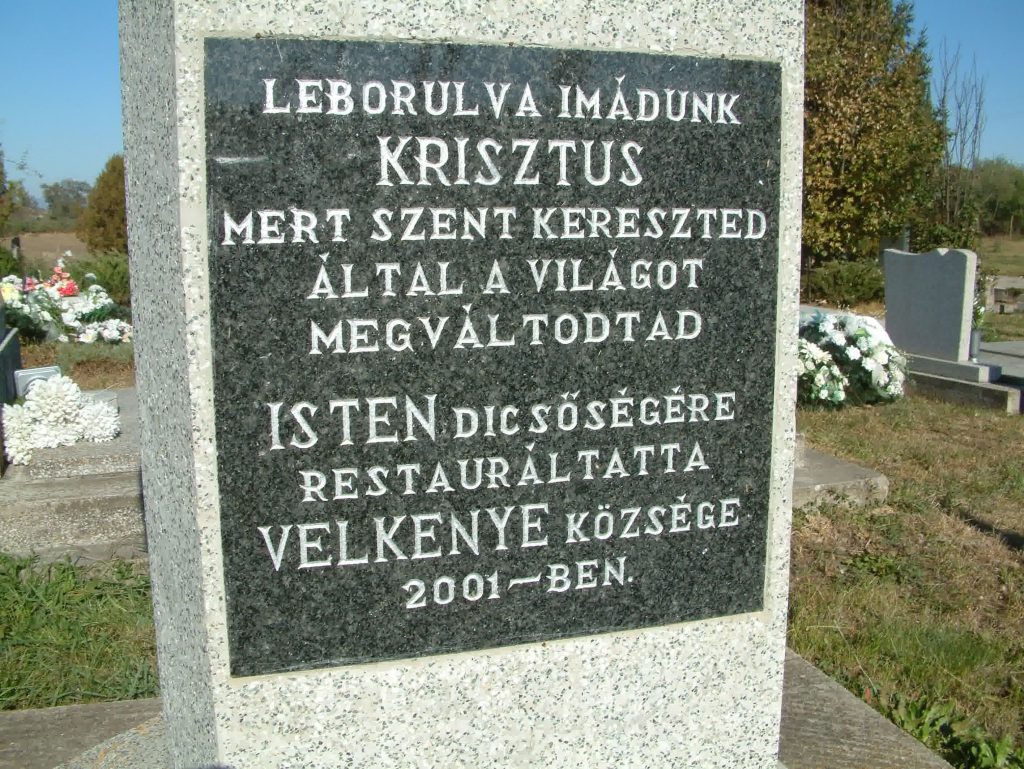 LEBORULVA IMÁDUNK
KRISZTUS
MERT SZENT KERESZTED
ÁLTAL A VILÁGOT
MEGVÁLTODTAD
ISTEN DICSŐSÉGÉRE
RESTAURÁLTATTA
VELKENYE KÖZSÉGE
2001-BEN.